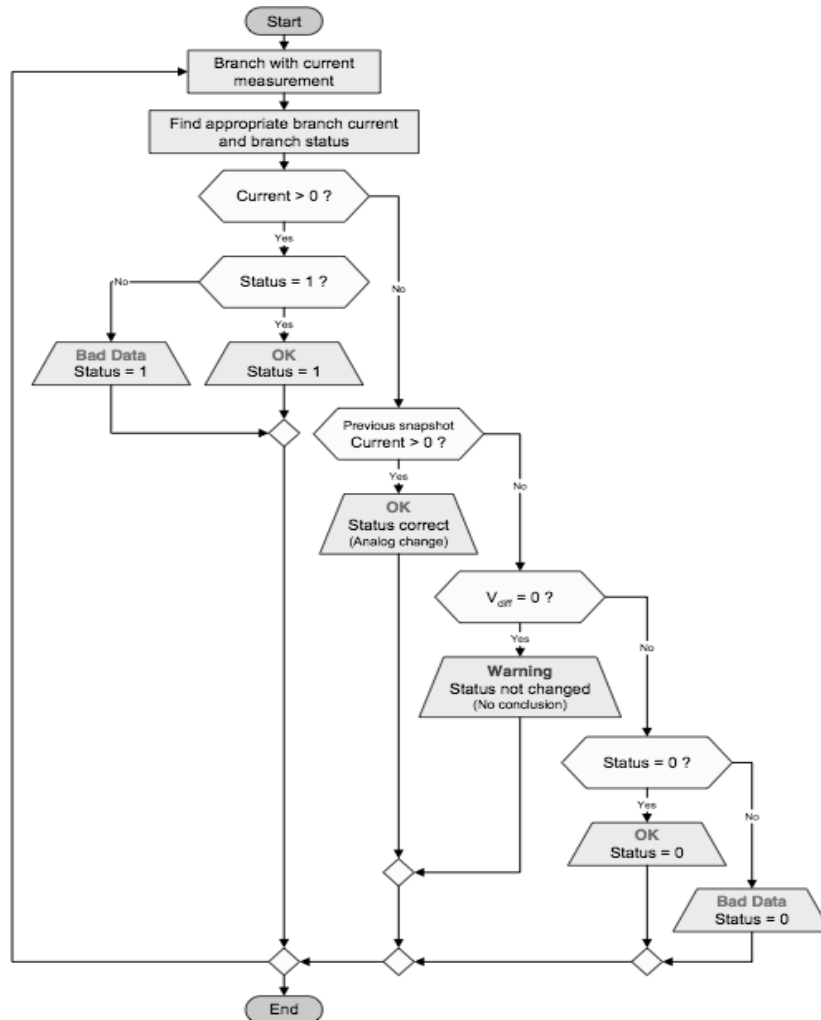 Start
Branch with current
measurement
Find appropriate branch current
and branch status
Current > 0 ?
Yes
No
Status = 1 ?
No
Yes
Bad Data
Status = 1
OK
Status = 1
Previous snapshot
Current > 0 ?
Yes
No
OK
Status correct
(Analog change)
V_diff = 0 ?
Yes
No
Warning
Status not changed
(No conclusion)
Status = 0 ?
Yes
No
OK
Status = 0
Bad Data
Status = 0
End